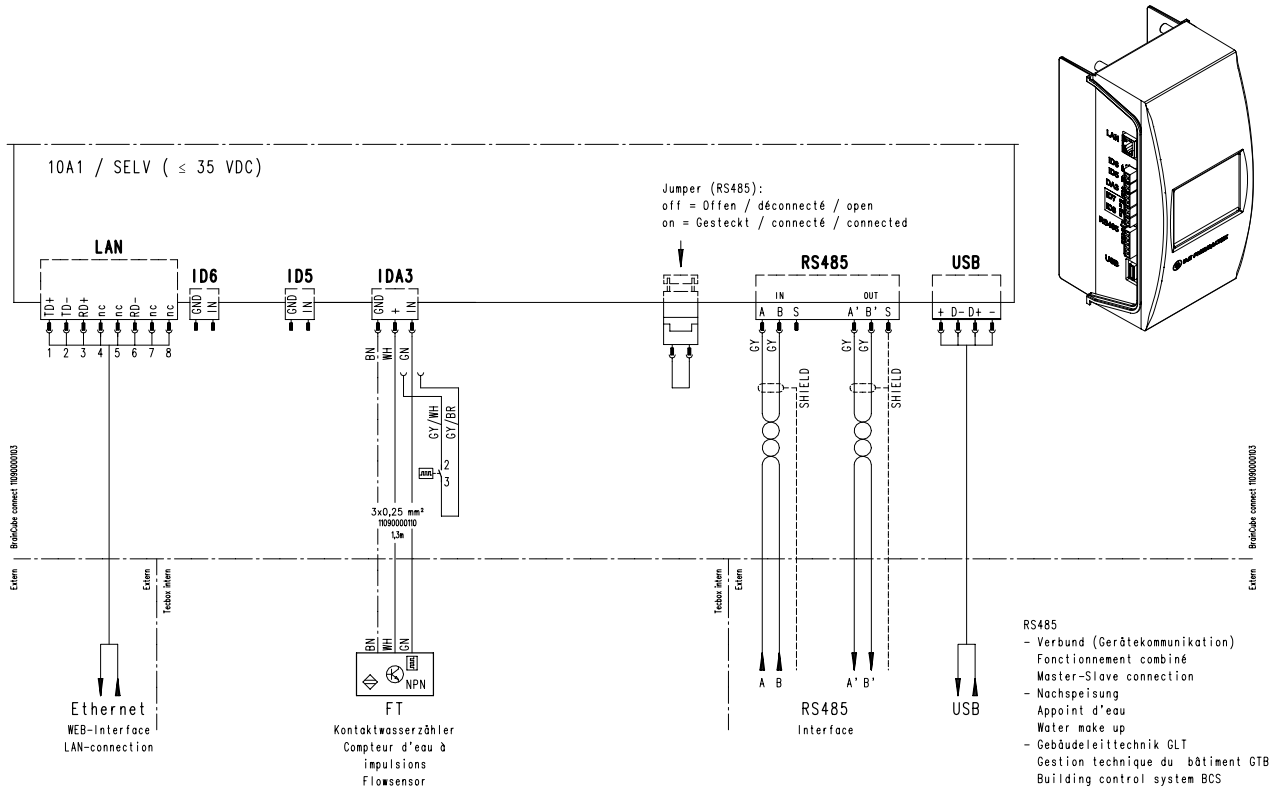 10A1 / SELV ( ≤ 35 VDC)
Jumper (RS485):
off = Offen / déconnecté / open
on = Gesteckt / connecté / connected
LAN
ID6
ID5
DA3
RS485
USB
LAN
ID6
ID5
IDA3
RS485
USB
TD+
TD-
RD+
nc
nc
RD-
nc
nc
GND
IN
GND
IN
GND
+
IN
IN
OUT
A B S A' B' S
+ D- D+ -
1 2 3 4 5 6 7 8
BN
WH
GN
GY
GY
GY
GY
SHIELD
SHIELD
GY/WH
GY/BR
2
3
3x0,25 mm²
11090000110
1,3m
BrainCube connect 11090000103
BrainCube connect 11090000103
Extern
Extern
Tecbox intern
Tecbox intern
Extern
Extern
BN
WH
GN
NPN
A B A' B'
Ethernet
WEB-Interface
LAN-connection
FT
Kontaktwasserzähler
Compteur d'eau à
impulsions
Flowsensor
RS485
Interface
USB
RS485
- Verbund (Gerätekommunikation)
Fonctionnement combiné
Master-Slave connection
- Nachspeisung
Appoint d'eau
Water make up
- Gebäudeleittechnik GLT
Gestion technique du bâtiment GTB
Building control system BCS